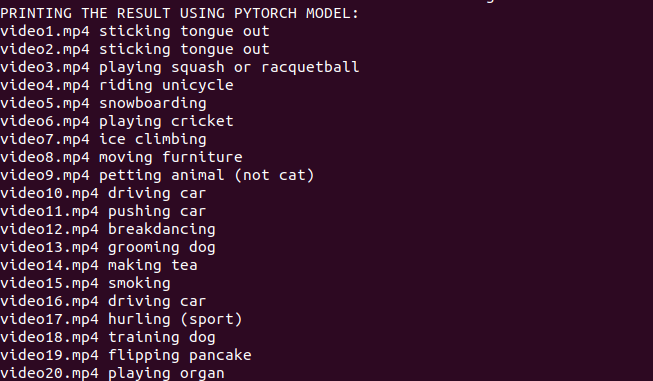 PRINTING THE RESULT USING PYTORCH MODEL:
video1.mp4 sticking tongue out
video2.mp4 sticking tongue out
video3.mp4 playing squash or racquetball
video4.mp4 riding unicycle
video5.mp4 snowboarding
video6.mp4 playing cricket
video7.mp4 ice climbing
video8.mp4 moving furniture
video9.mp4 petting animal (not cat)
video10.mp4 driving car
video11.mp4 pushing car
video12.mp4 breakdancing
video13.mp4 grooming dog
video14.mp4 making tea
video15.mp4 smoking
video16.mp4 driving car
video17.mp4 hurling (sport)
video18.mp4 training dog
video19.mp4 flipping pancake
video20.mp4 playing organ